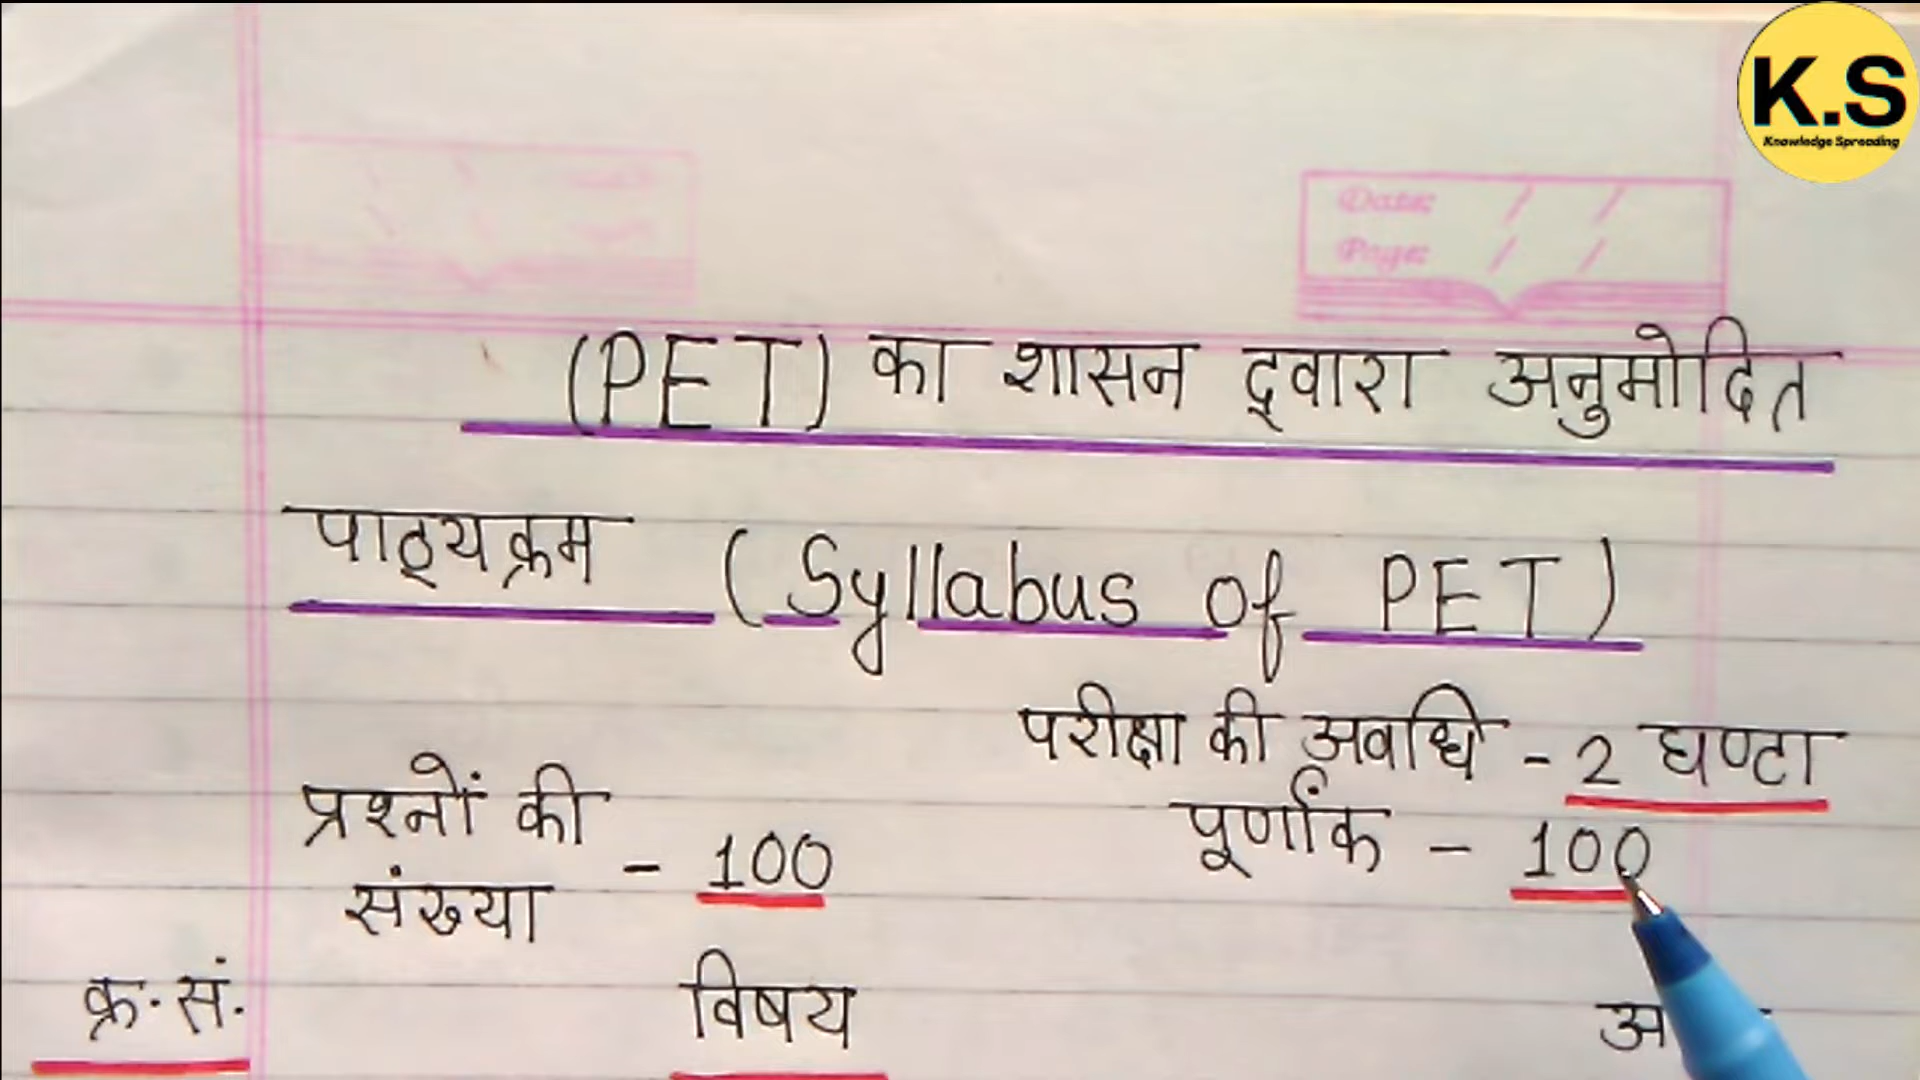 K.S
Knowledge Spreading
Date: / /
Page: / /
(PET) का शासन द्वारा अनुमोदित
पाठ्यक्रम (Syllabus of PET)
परीक्षा की अवधि - 2 घण्टा
प्रश्नों की संख्या - 100
पूर्णांक - 100
क्र. सं. विषय